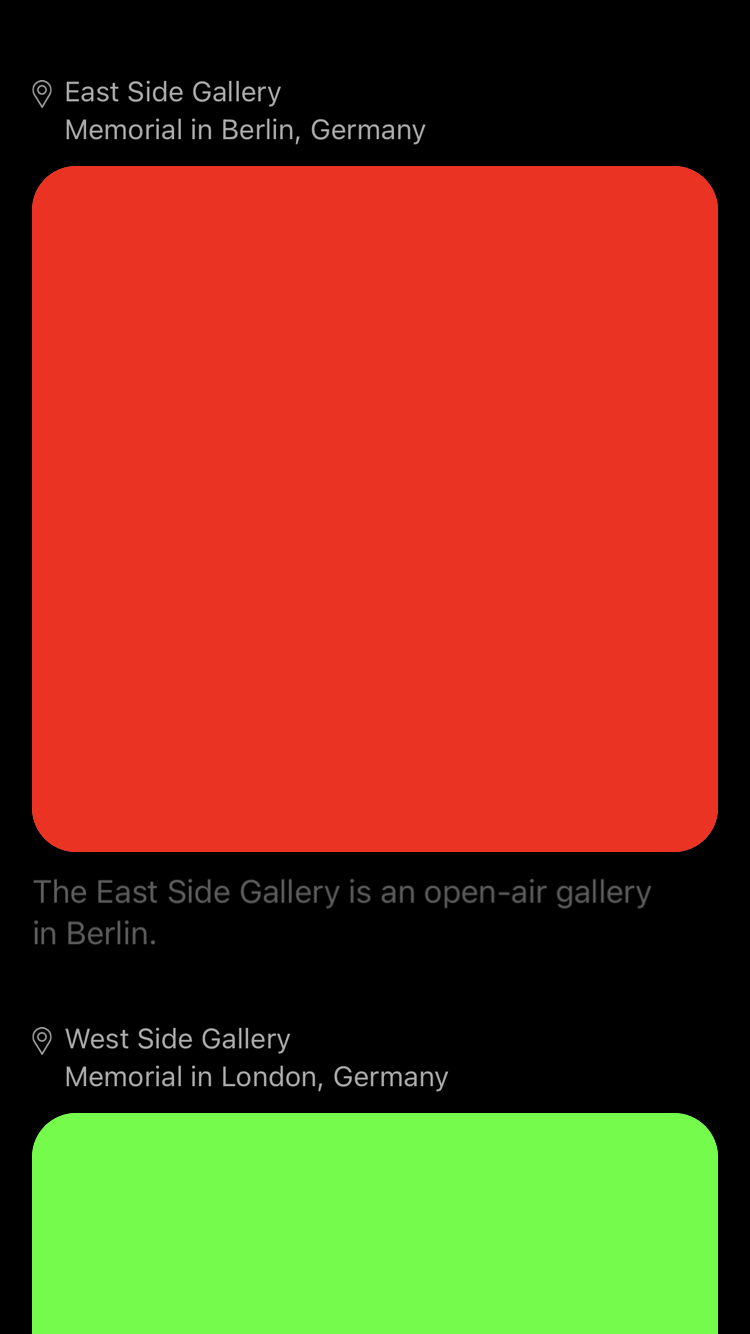 East Side Gallery
Memorial in Berlin, Germany
The East Side Gallery is an open-air gallery
in Berlin.
West Side Gallery
Memorial in London, Germany